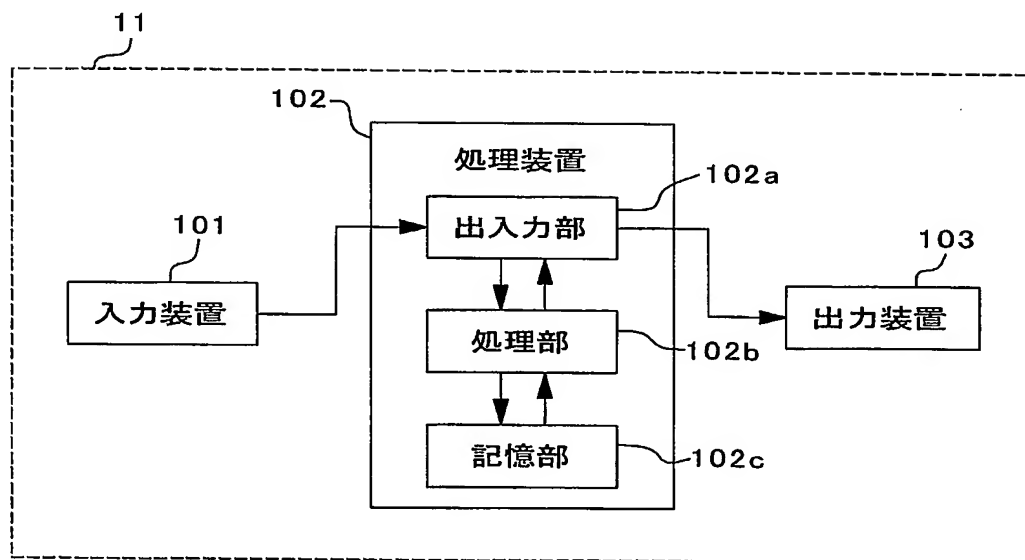 11
102
処理装置
102a
出入力部
101
103
入力装置
出力装置
処理部
102b
記憶部
102c